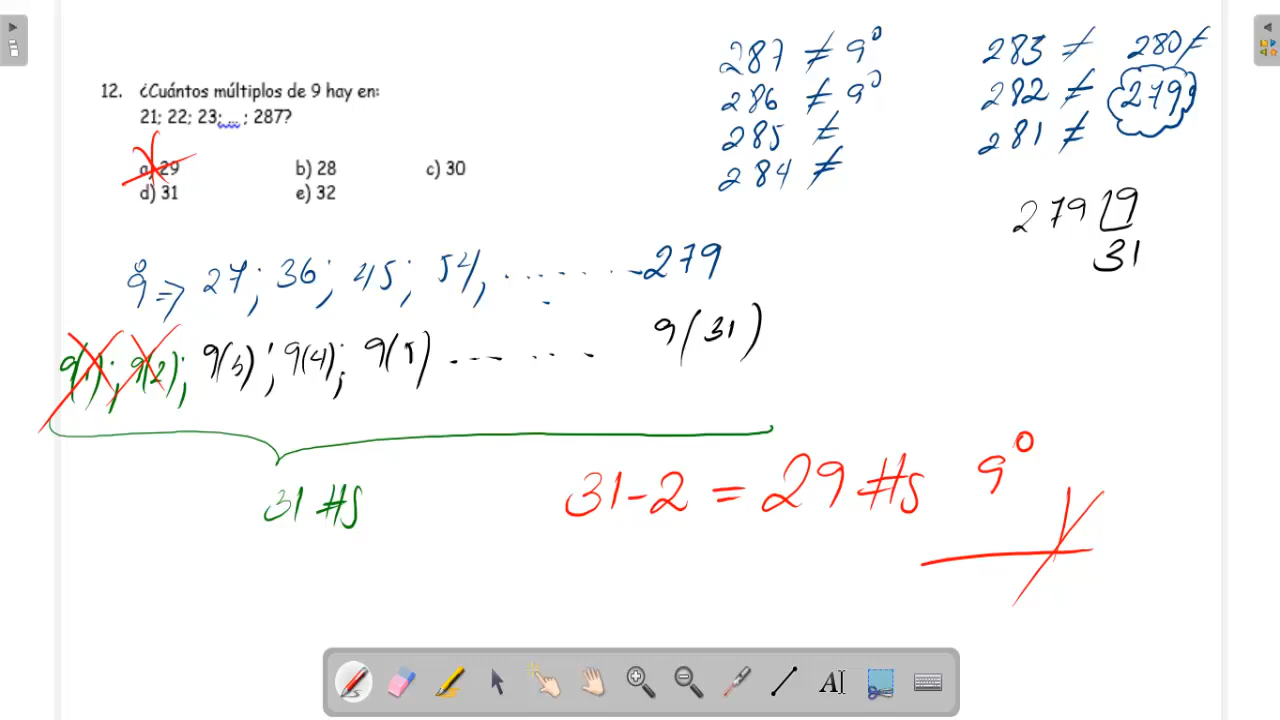 12. ¿Cuántos múltiplos de 9 hay en:
21; 22; 23; ... ; 287?
a) 29 b) 28 c) 30
d) 31 e) 32
287 ≠ 9°
286 ≠ 9°
285 ≠
284 ≠
283 ≠ 280 ≠
282 ≠ 279
281 ≠
279 | 9
31
9° => 27; 36; 45; 54, ........ 279
9(1); 9(2); 9(3); 9(4); 9(5) ....... 9(31)
31 #s
31-2 = 29 #s 9°
A